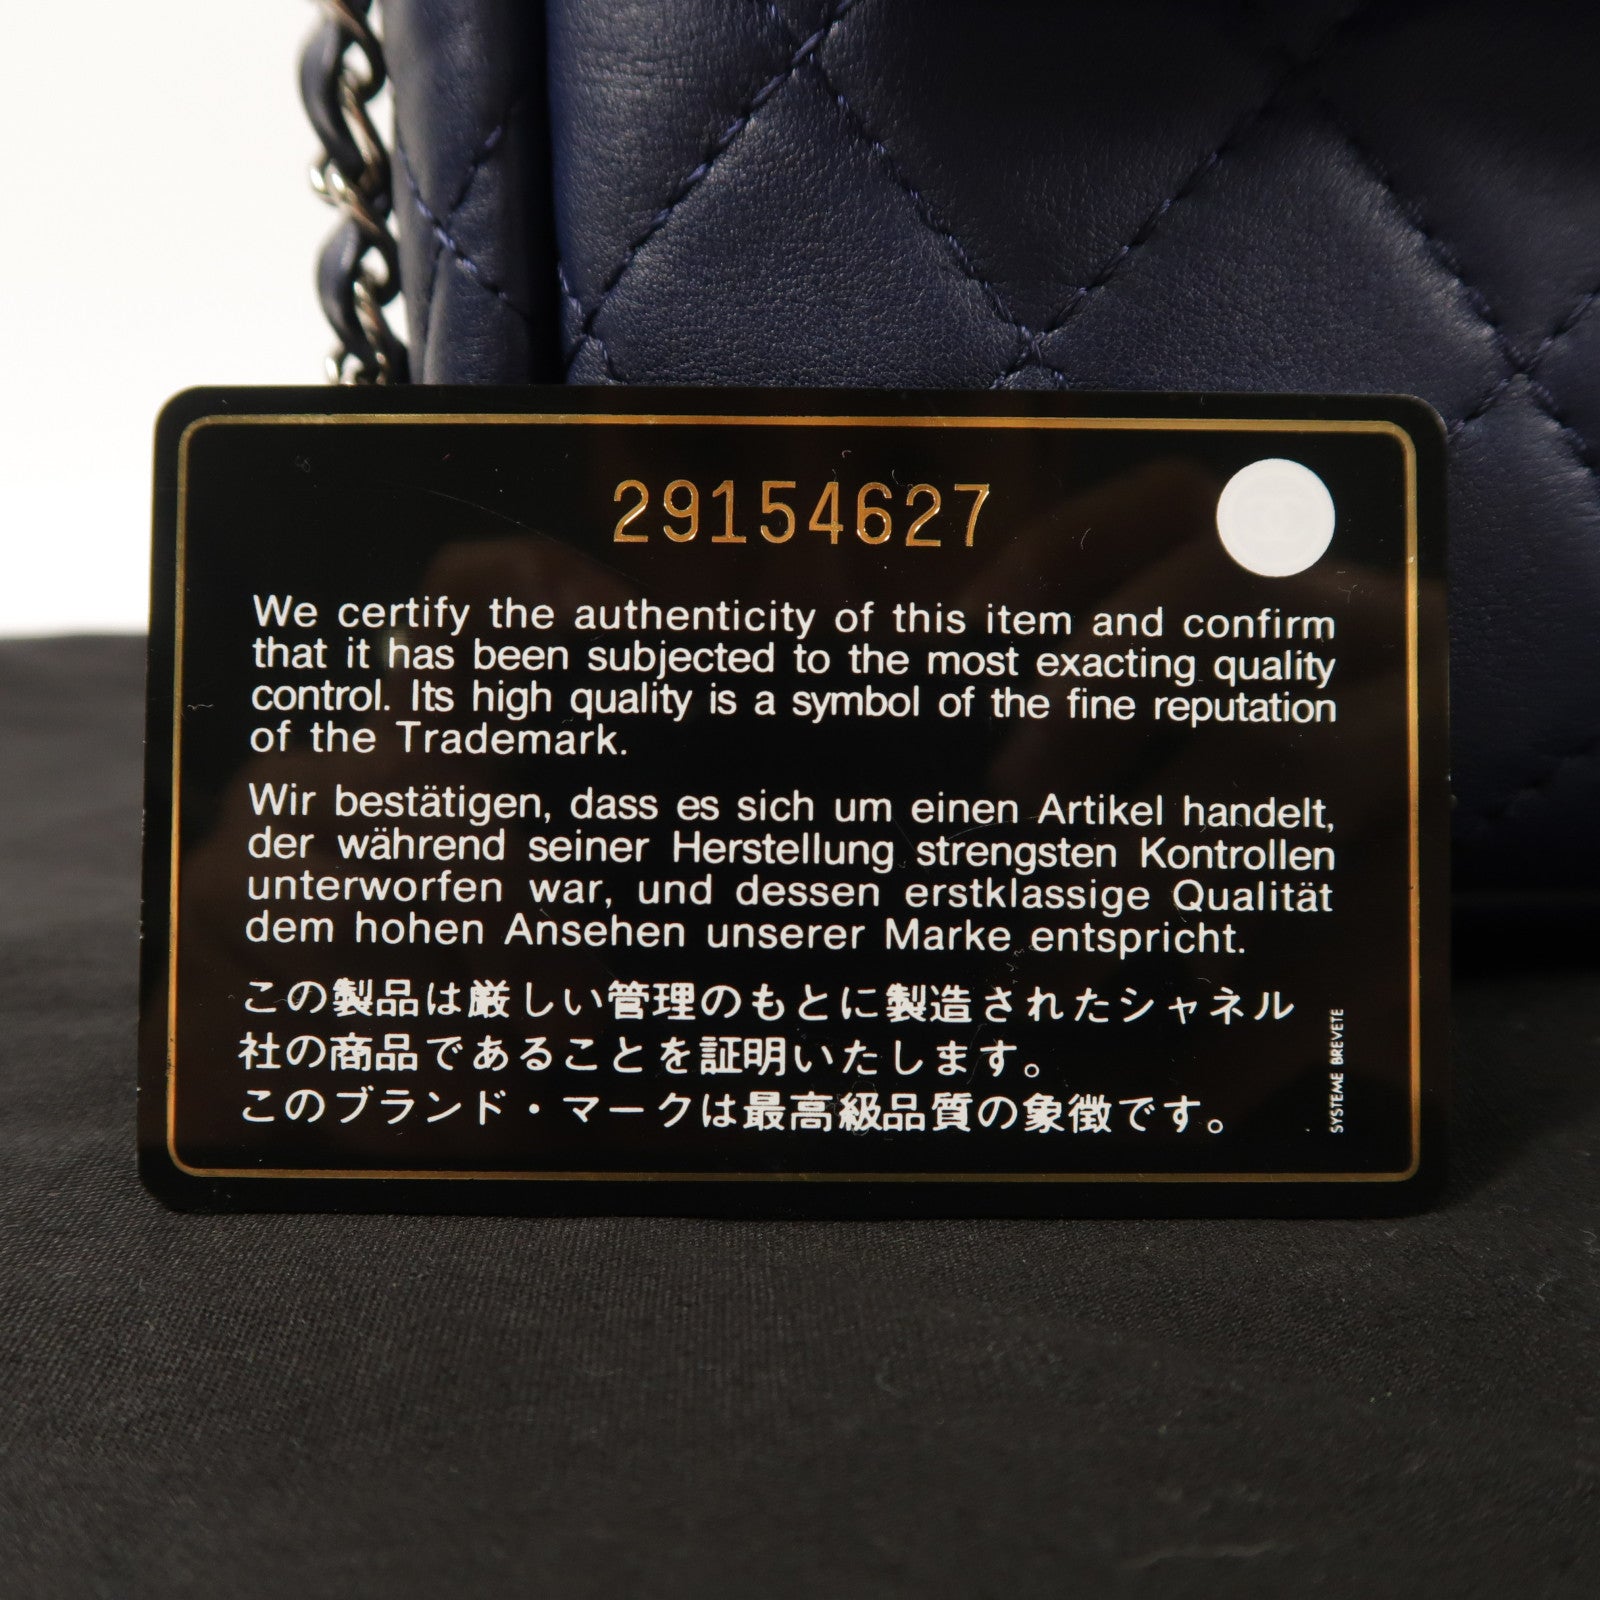 29154627
We certify the authenticity of this item and confirm
that it has been subjected to the most exacting quality
control. Its high quality is a symbol of the fine reputation
of the Trademark.
Wir bestätigen, dass es sich um einen Artikel handelt,
der während seiner Herstellung strengsten Kontrollen
unterworfen war, und dessen erstklassige Qualität
dem hohen Ansehen unserer Marke entspricht.
この製品は厳しい管理のもとに製造されたシャネル
社の商品であることを証明いたします。
このブランド・マークは最高級品質の象徴です。
SYSTEME BREVETE